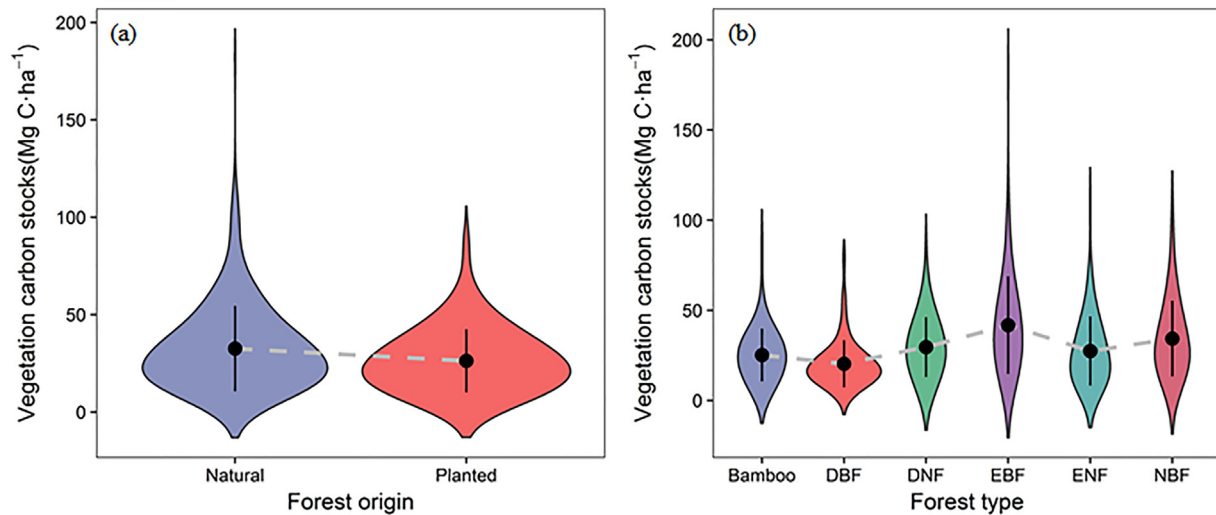 (a)
Vegetation carbon stocks(Mg C·ha⁻¹)
200
150
100
50
0
Natural
Planted
Forest origin
(b)
Vegetation carbon stocks(Mg C·ha⁻¹)
200
150
100
50
0
Bamboo
DBF
DNF
EBF
ENF
NBF
Forest type